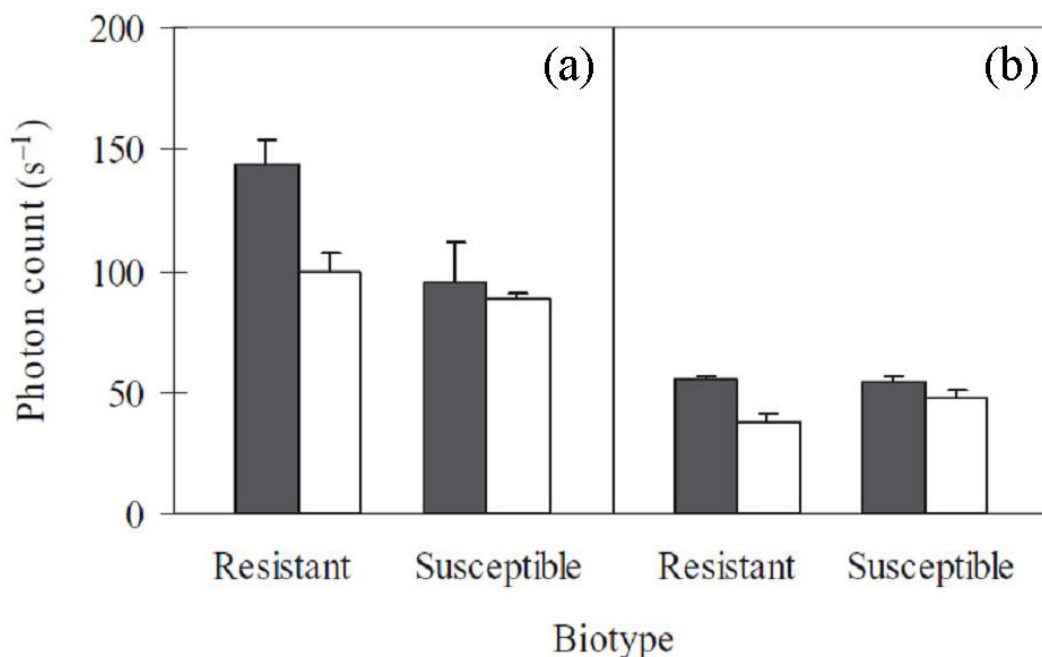 200
(a)
(b)
150
100
50
0
Photon count (s⁻¹)
Resistant Susceptible Resistant Susceptible
Biotype